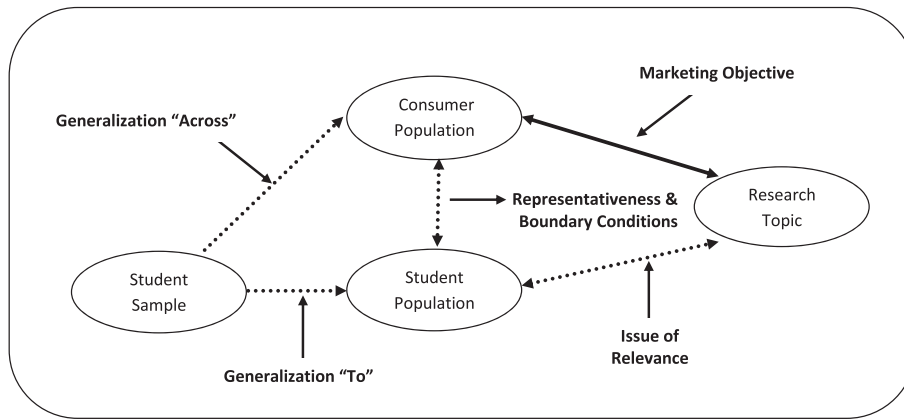 Marketing Objective
Consumer
Population
Generalization “Across”
Representativeness &
Boundary Conditions
Research
Topic
Student
Sample
Student
Population
Issue of
Relevance
Generalization “To”